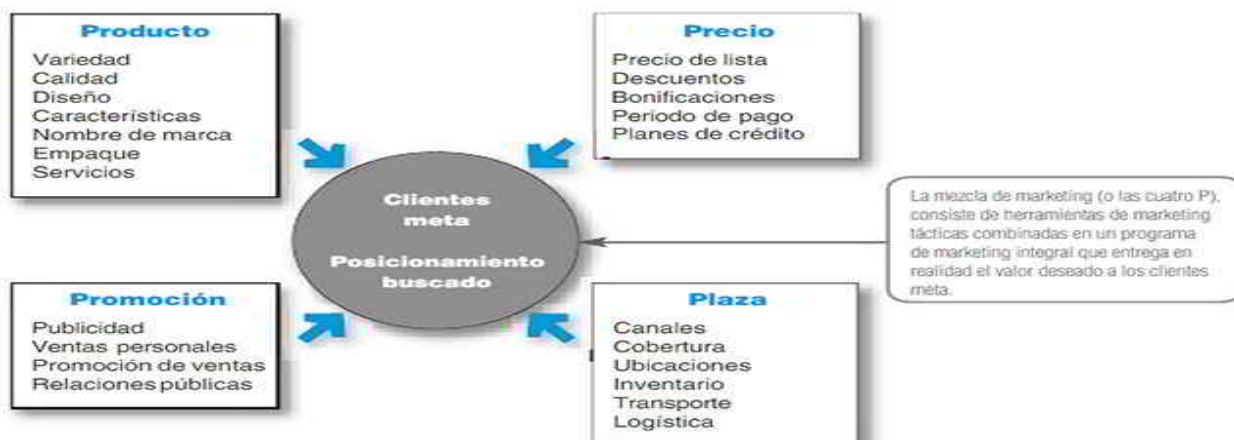 Producto
Variedad
Calidad
Diseño
Características
Nombre de marca
Empaque
Servicios
Precio
Precio de lista
Descuentos
Bonificaciones
Periodo de pago
Planes de crédito
Clientes
meta
Posicionamiento
buscado
La mezcla de marketing (o las cuatro P),
consiste de herramientas de marketing
tácticas combinadas en un programa
de marketing integral que entrega en
realidad el valor deseado a los clientes
meta.
Promoción
Publicidad
Ventas personales
Promoción de ventas
Relaciones públicas
Plaza
Canales
Cobertura
Ubicaciones
Inventario
Transporte
Logística